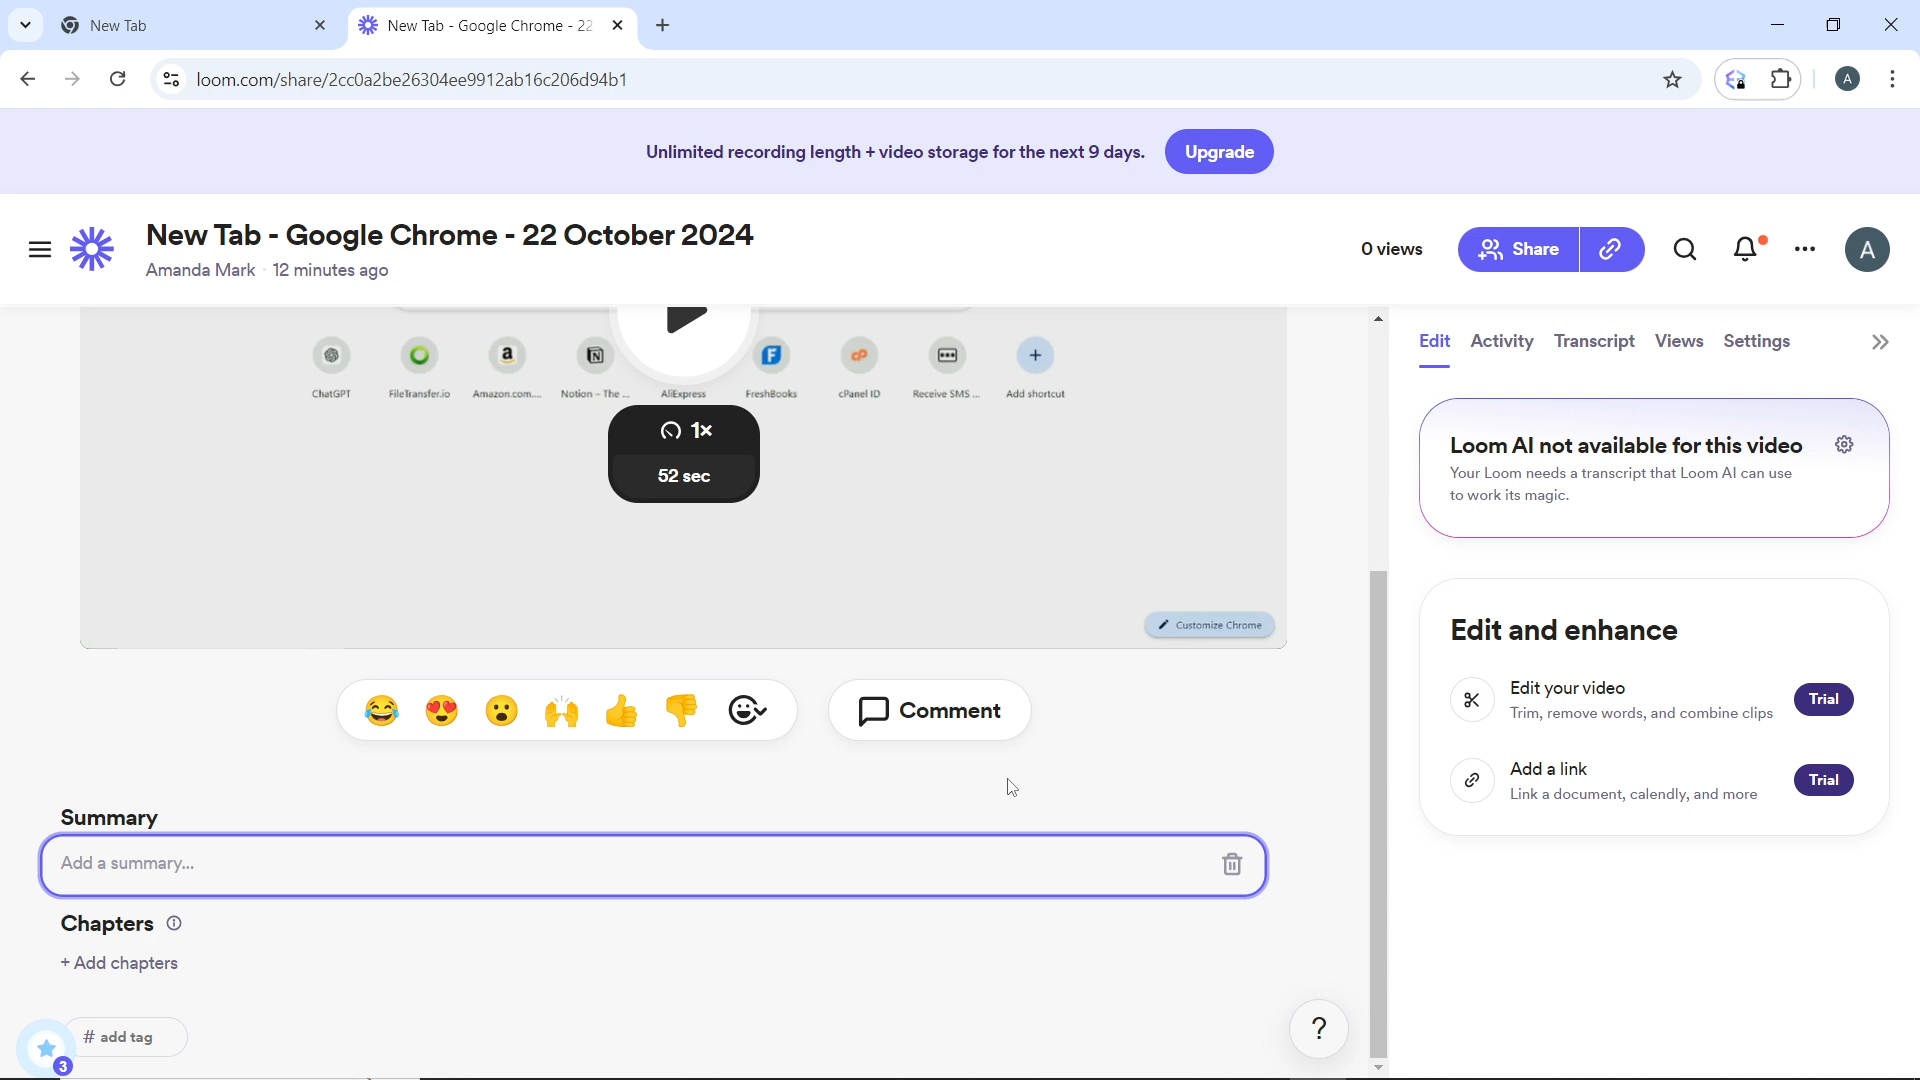 New Tab
New Tab - Google Chrome - 22
loom.com/share/2cc0a2be26304ee9912ab16c206d94b1
A
Unlimited recording length + video storage for the next 9 days.
Upgrade
New Tab - Google Chrome - 22 October 2024
Amanda Mark · 12 minutes ago
0 views
Share
A
ChatGPT
FileTransfer.io
Amazon.com....
Notion – The ...
AliExpress
FreshBooks
cPanel ID
Receive SMS ...
Add shortcut
1×
52 sec
Customize Chrome
Comment
Summary
Add a summary...
Chapters
+ Add chapters
# add tag
3
?
Edit
Activity
Transcript
Views
Settings
Loom AI not available for this video
Your Loom needs a transcript that Loom AI can use
to work its magic.
Edit and enhance
Edit your video
Trim, remove words, and combine clips
Trial
Add a link
Link a document, calendly, and more
Trial